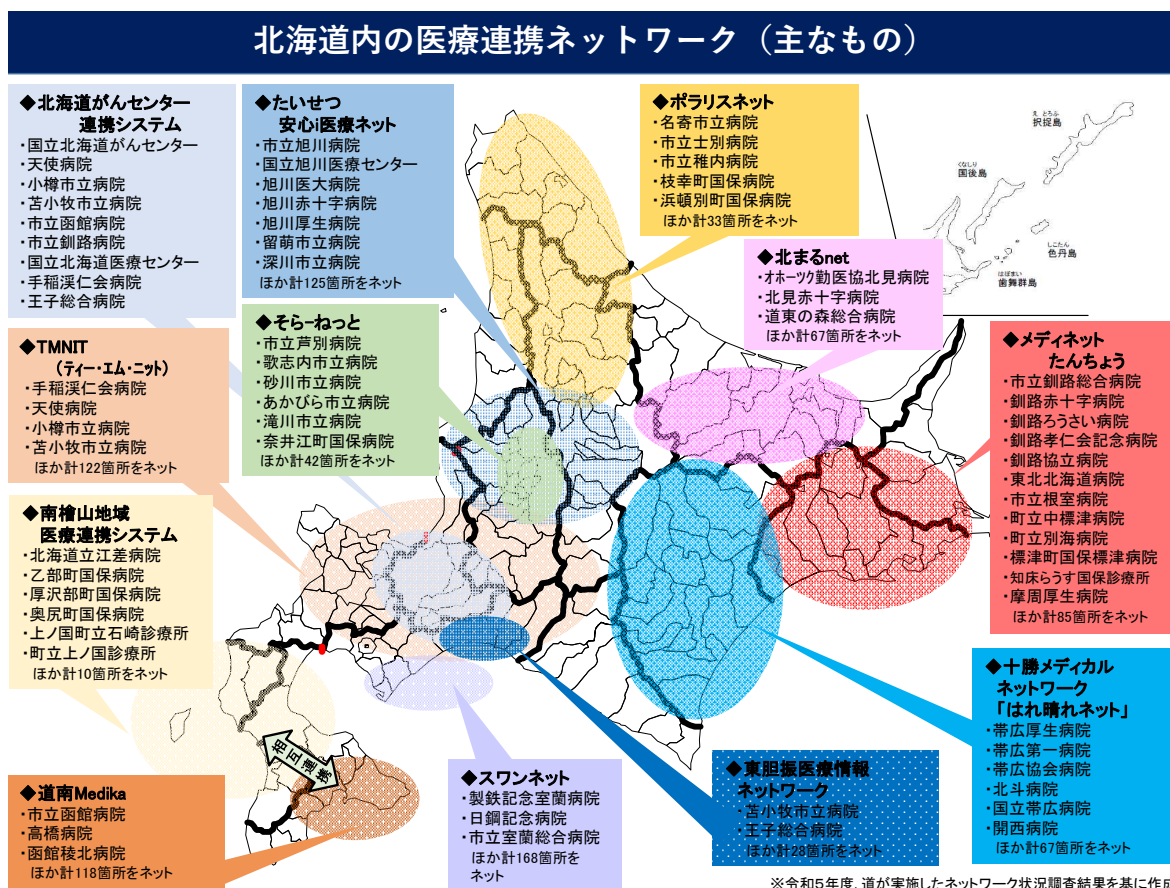 北海道内の医療連携ネットワーク（主なもの）
◆北海道がんセンター
連携システム
・国立北海道がんセンター
・天使病院
・小樽市立病院
・苫小牧市立病院
・市立函館病院
・市立釧路病院
・国立北海道医療センター
・手稲渓仁会病院
・王子総合病院
◆たいせつ
安心i医療ネット
・市立旭川病院
・国立旭川医療センター
・旭川医大病院
・旭川赤十字病院
・旭川厚生病院
・留萌市立病院
・深川市立病院
ほか計125箇所をネット
◆ポラリスネット
・名寄市立病院
・市立士別病院
・市立稚内病院
・枝幸町国保病院
・浜頓別町国保病院
ほか計33箇所をネット
えとろふ
択捉島
くなしり
国後島
しこたん
色丹島
はぼまい
歯舞群島
◆北まるnet
・オホーツク勤医協北見病院
・北見赤十字病院
・道東の森総合病院
ほか計67箇所をネット
◆TMNIT
（ティー・エム・ニット）
・手稲渓仁会病院
・天使病院
・小樽市立病院
・苫小牧市立病院
ほか計122箇所をネット
◆そらーねっと
・市立芦別病院
・歌志内市立病院
・砂川市立病院
・あかびら市立病院
・滝川市立病院
・奈井江町国保病院
ほか計42箇所をネット
◆メディネット
たんちょう
・市立釧路総合病院
・釧路赤十字病院
・釧路ろうさい病院
・釧路孝仁会記念病院
・釧路協立病院
・東北北海道病院
・市立根室病院
・町立中標津病院
・町立別海病院
・標津町国保標津病院
・知床らうす国保診療所
・摩周厚生病院
ほか計85箇所をネット
◆南檜山地域
医療連携システム
・北海道立江差病院
・乙部町国保病院
・厚沢部町国保病院
・奥尻町国保病院
・上ノ国町立石崎診療所
・町立上ノ国診療所
ほか計10箇所をネット
相互連携
◆道南Medika
・市立函館病院
・高橋病院
・函館稜北病院
ほか計118箇所をネット
◆スワンネット
・製鉄記念室蘭病院
・日鋼記念病院
・市立室蘭総合病院
ほか計168箇所を
ネット
◆東胆振医療情報
ネットワーク
・苫小牧市立病院
・王子総合病院
ほか計28箇所をネット
◆十勝メディカル
ネットワーク
「はれ晴れネット」
・帯広厚生病院
・帯広第一病院
・帯広協会病院
・北斗病院
・国立帯広病院
・開西病院
ほか計67箇所をネット
※令和5年度、道が実施したネットワーク状況調査結果を基に作成